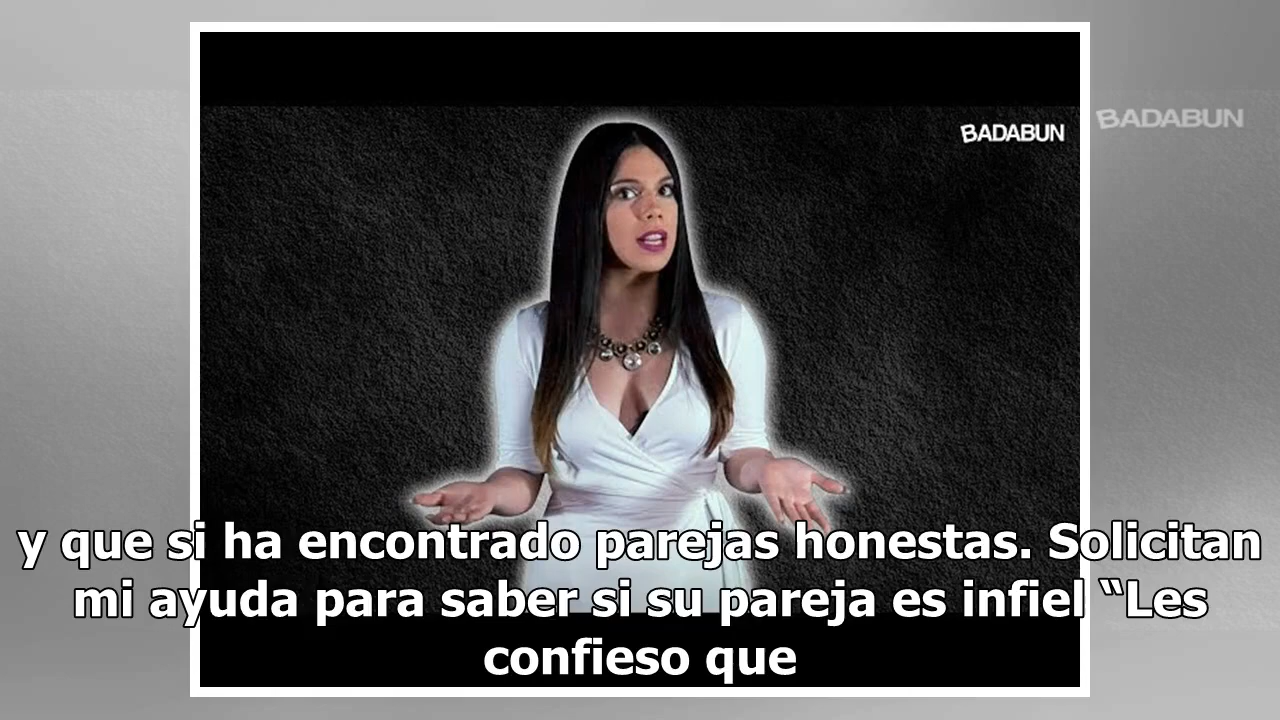 BADABUN
BADABUN
y que si ha encontrado parejas honestas. Solicitan
mi ayuda para saber si su pareja es infiel “Les
confieso que